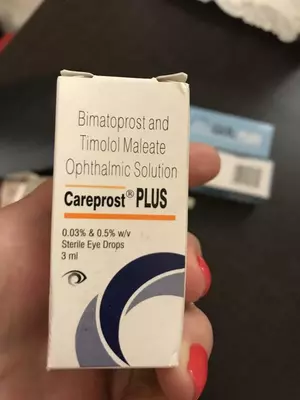 Bimatoprost and
Timolol Maleate
Ophthalmic Solution
Careprost® PLUS
0.03% & 0.5% w/v
Sterile Eye Drops
3 ml